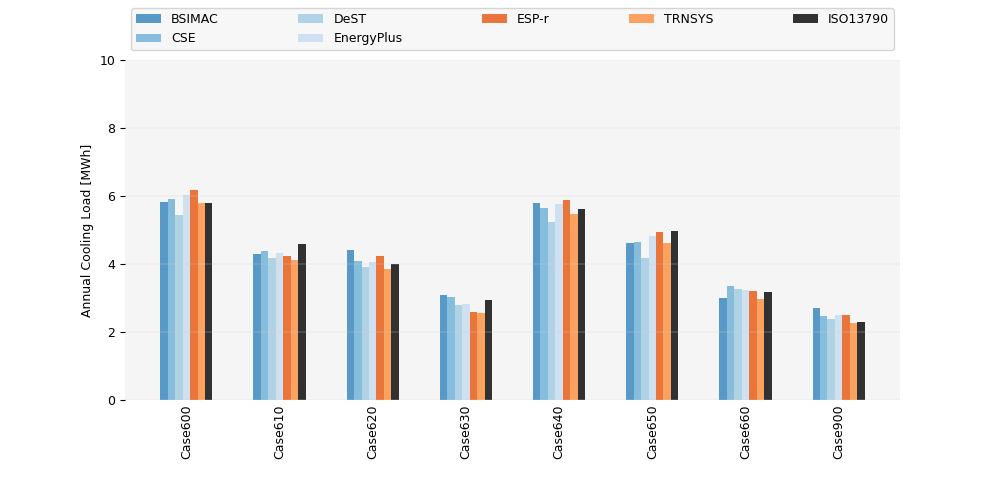 BSIMAC DeST ESP-r TRNSYS ISO13790
CSE EnergyPlus
10
8
6
4
2
0
Annual Cooling Load [MWh]
Case600
Case610
Case620
Case630
Case640
Case650
Case660
Case900